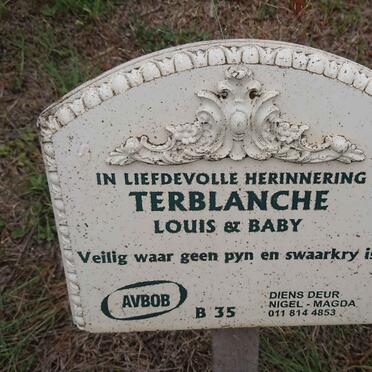 IN LIEFDEVOLLE HERINNERING
TERBLANCHE
LOUIS & BABY
Veilig waar geen pyn en swaarkry is
AVBOB
B 35
DIENS DEUR
NIGEL - MAGDA
011 814 4853